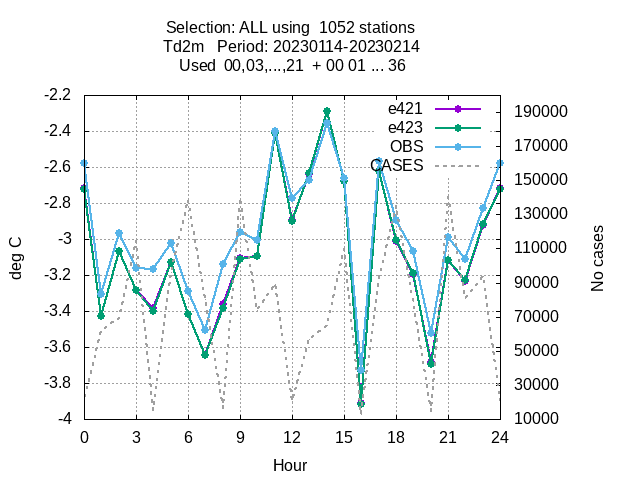 Selection: ALL using  1052 stations
Td2m   Period: 20230114-20230214
Used  00,03,...,21  + 00 01 ... 36
-2.2
-2.4
-2.6
-2.8
-3
-3.2
-3.4
-3.6
-3.8
-4
deg C
e421
e423
OBS
CASES
190000
170000
150000
130000
110000
90000
70000
50000
30000
10000
No cases
0 3 6 9 12 15 18 21 24
Hour